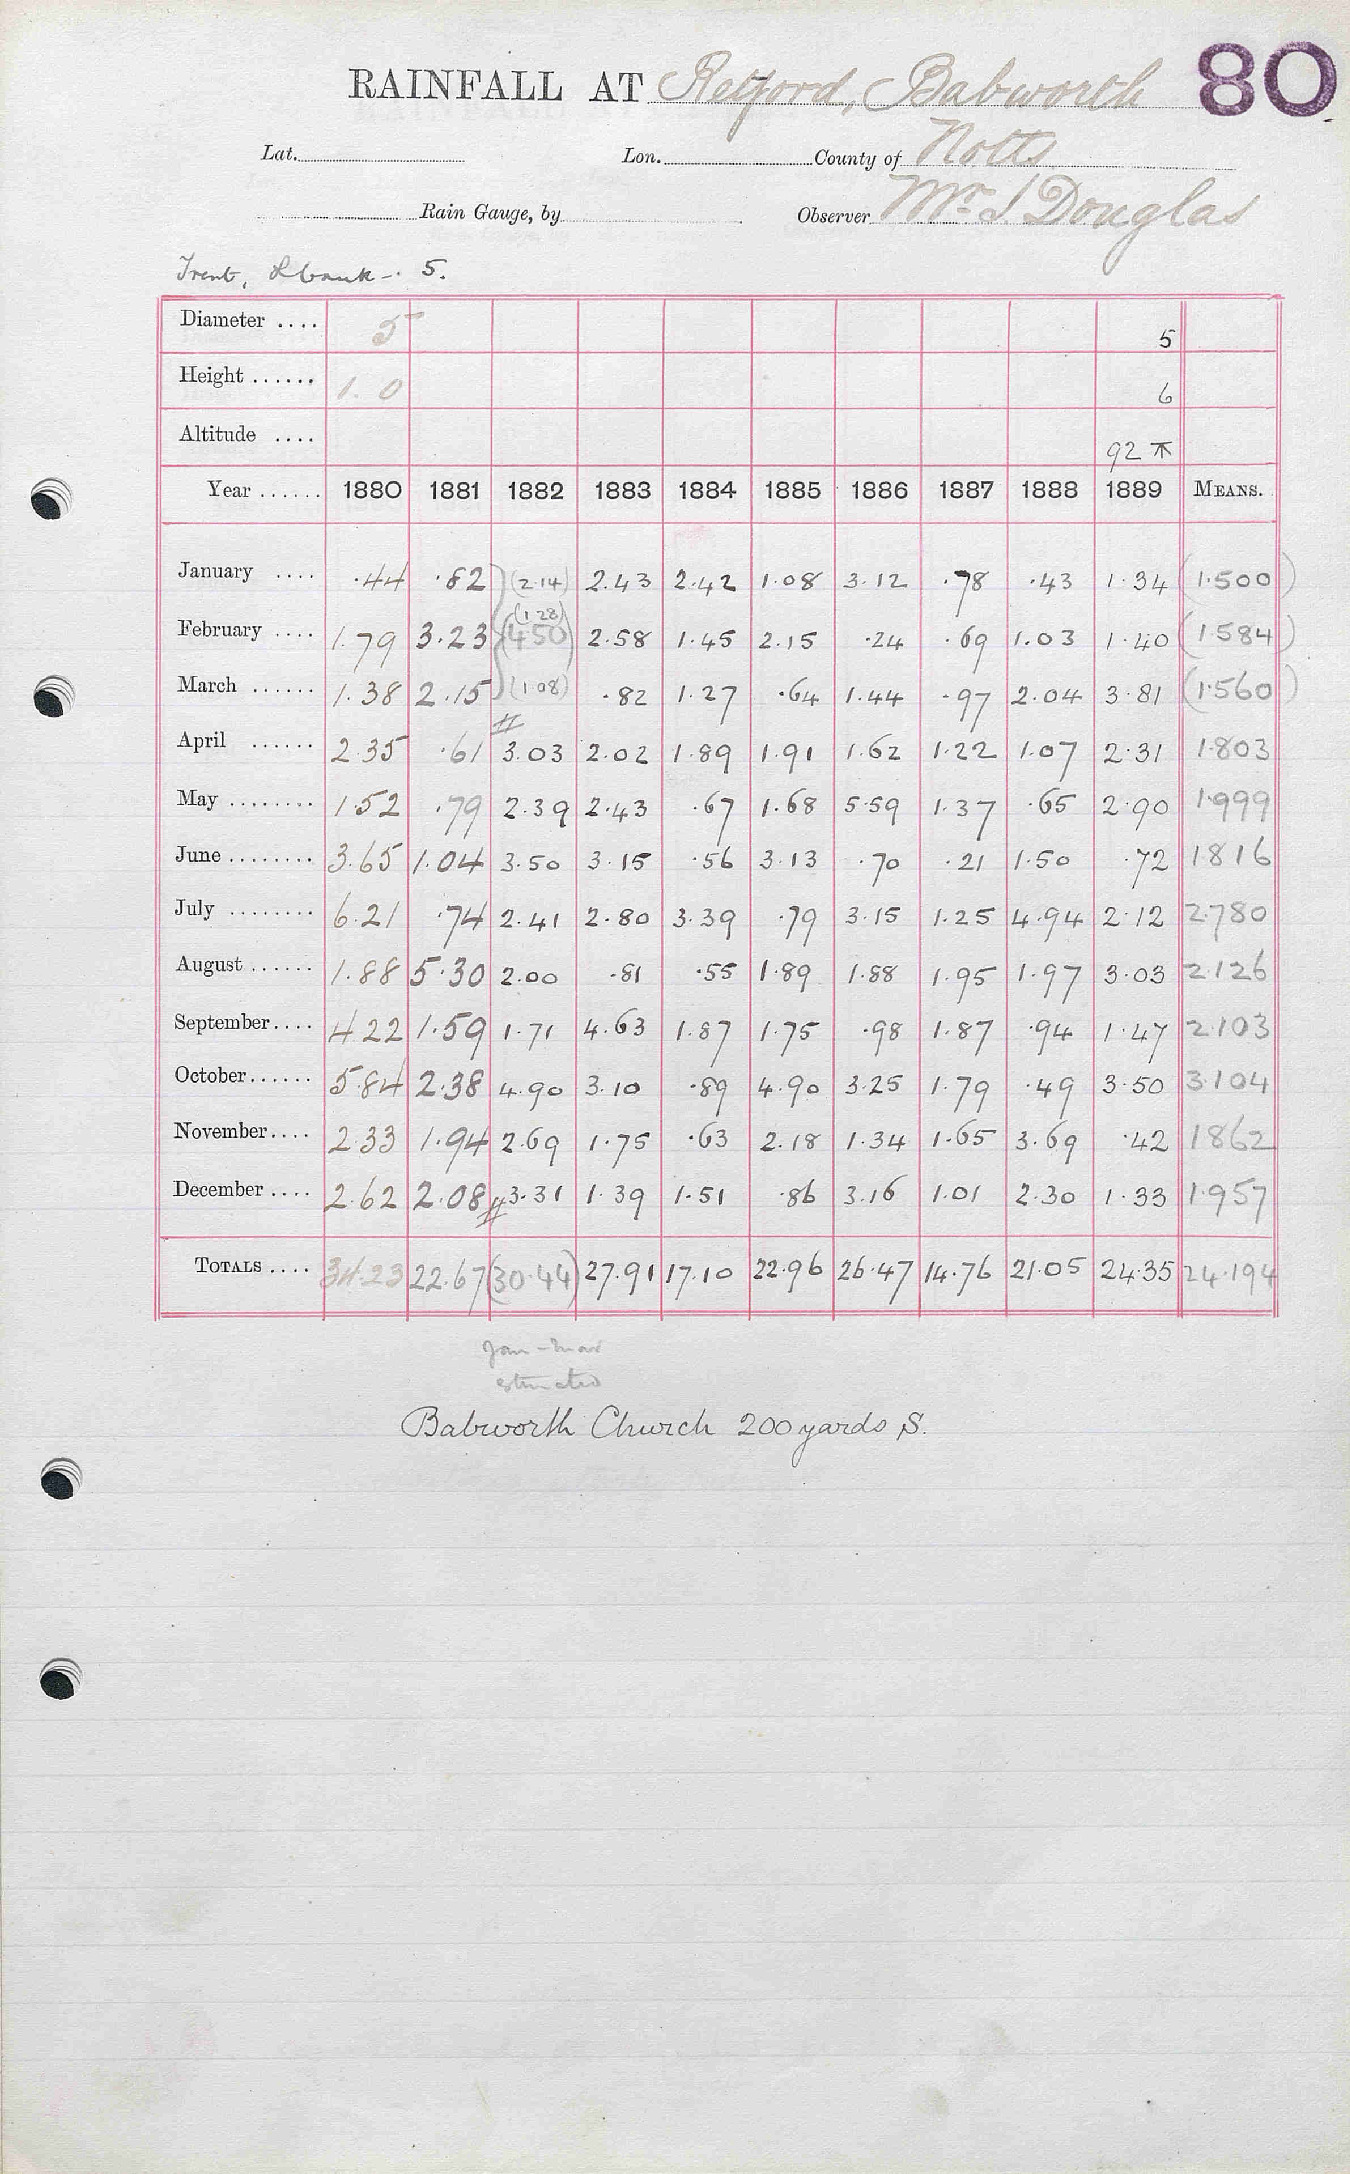 80
RAINFALL AT Retford, Babworth
Lat. Lon. County of Notts
Rain Gauge, by Observer Mr. J Douglas
Trent, 5.
Diameter .... 5 5
Height ...... 1. 0 6
Altitude .... 92
Year ...... 1880 1881 1882 1883 1884 1885 1886 1887 1888 1889 MEANS.
January .... .44 .82 (2.14) 2.43 2.42 1.08 3.12 .78 .43 1.34 (1.500)
(1.28)
February .... 1.79 3.23 (4.50) 2.58 1.45 2.15 .24 .69 1.03 1.40 (1.584)
March ...... 1.38 2.15 (1.08) .82 1.27 .64 1.44 .97 2.04 3.81 (1.560)
April ...... 2.35 .61 3.03 2.02 1.89 1.91 1.62 1.22 1.07 2.31 1.803
May ........ 1.52 .79 2.39 2.43 .67 1.68 5.59 1.37 .65 2.90 1.999
June ........ 3.65 1.04 3.50 3.15 .56 3.13 .70 .21 1.50 .72 1.816
July ........ 6.21 .74 2.41 2.80 3.39 .79 3.15 1.25 4.94 2.12 2.780
August ...... 1.88 5.30 2.00 .81 .55 1.89 1.88 1.95 1.97 3.03 2.126
September.... 4.22 1.59 1.71 4.63 1.87 1.75 .98 1.87 .94 1.47 2.103
October...... 5.84 2.38 4.90 3.10 .89 4.90 3.25 1.79 .49 3.50 3.104
November.... 2.33 1.94 2.69 1.75 .63 2.18 1.34 1.65 3.69 .42 1.862
December .... 2.62 2.08 3.31 1.39 1.51 .86 3.16 1.01 2.30 1.33 1.957
TOTALS .... 34.23 22.67 (30.44) 27.91 17.10 22.96 26.47 14.76 21.05 24.35 24.194
Jan - Mar
estimated
Babworth Church 200 yards S.